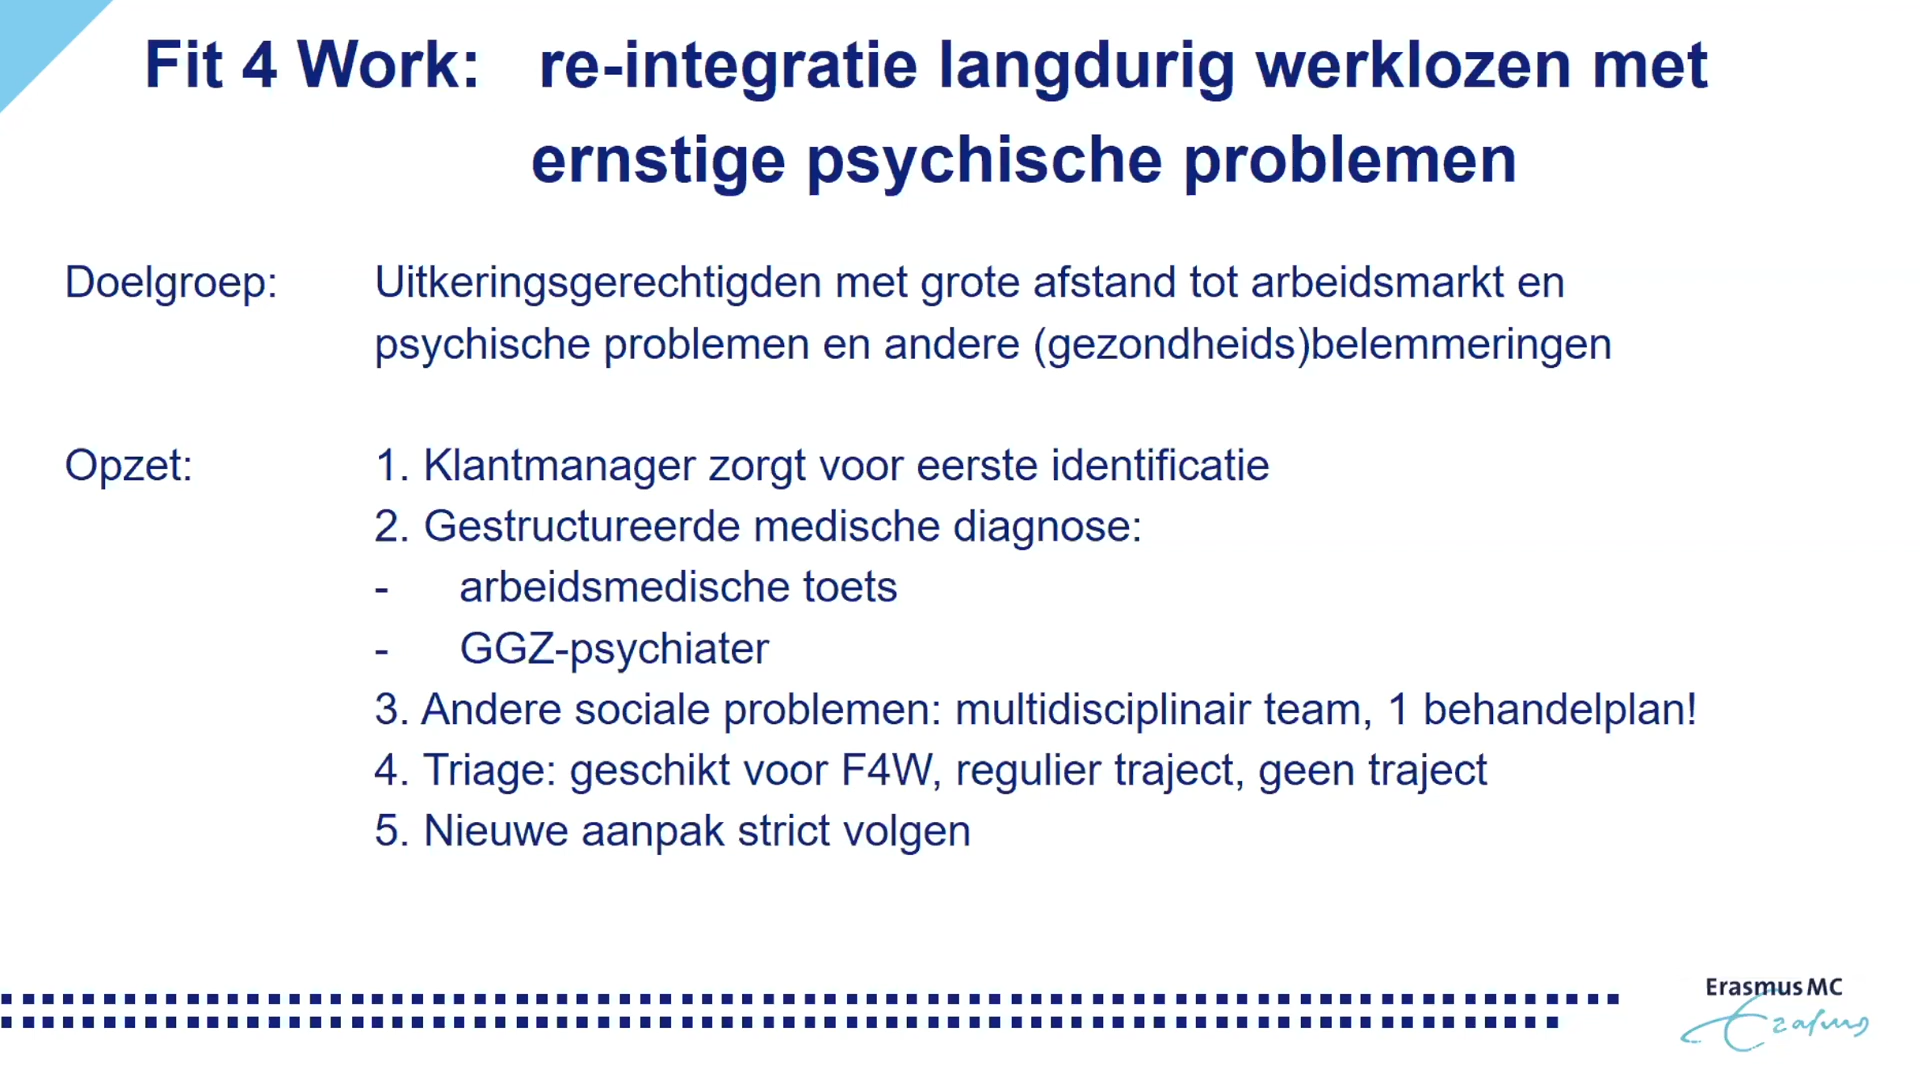 Fit 4 Work: re-integratie langdurig werklozen met
ernstige psychische problemen
Doelgroep: Uitkeringsgerechtigden met grote afstand tot arbeidsmarkt en
psychische problemen en andere (gezondheids)belemmeringen
Opzet: 1. Klantmanager zorgt voor eerste identificatie
2. Gestructureerde medische diagnose:
- arbeidsmedische toets
- GGZ-psychiater
3. Andere sociale problemen: multidisciplinair team, 1 behandelplan!
4. Triage: geschikt voor F4W, regulier traject, geen traject
5. Nieuwe aanpak strict volgen
Erasmus MC
Erasmus